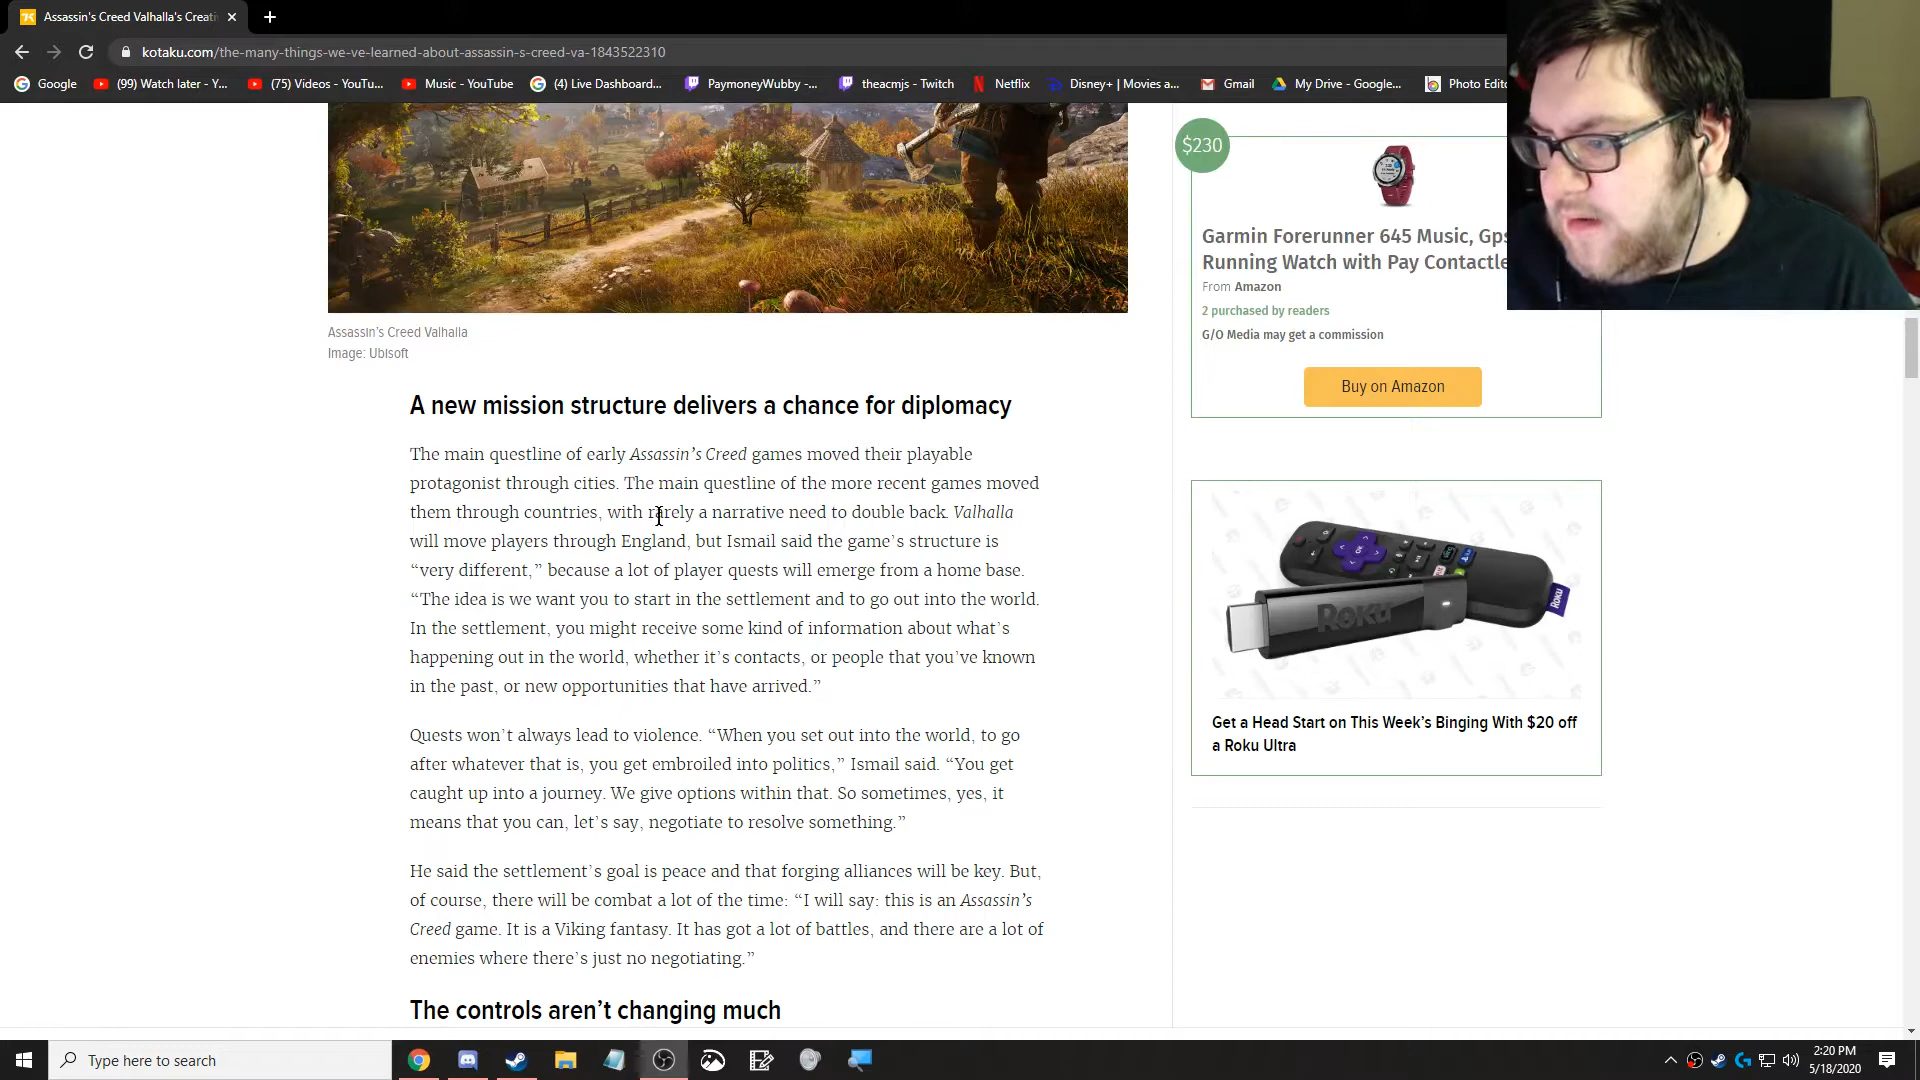 Assassin's Creed Valhalla's Creati
kotaku.com/the-many-things-we-ve-learned-about-assassin-s-creed-va-1843522310
Google
(99) Watch later - Y...
(75) Videos - YouTu...
Music - YouTube
(4) Live Dashboard...
PaymoneyWubby -...
theacmjs - Twitch
Netflix
Disney+ | Movies a...
Gmail
My Drive - Google...
Photo Edito
Assassin's Creed Valhalla
Image: Ubisoft
A new mission structure delivers a chance for diplomacy
The main questline of early Assassin's Creed games moved their playable
protagonist through cities. The main questline of the more recent games moved
them through countries, with rarely a narrative need to double back. Valhalla
will move players through England, but Ismail said the game's structure is
“very different,” because a lot of player quests will emerge from a home base.
“The idea is we want you to start in the settlement and to go out into the world.
In the settlement, you might receive some kind of information about what's
happening out in the world, whether it's contacts, or people that you've known
in the past, or new opportunities that have arrived.”
Quests won't always lead to violence. “When you set out into the world, to go
after whatever that is, you get embroiled into politics,” Ismail said. “You get
caught up into a journey. We give options within that. So sometimes, yes, it
means that you can, let's say, negotiate to resolve something.”
He said the settlement's goal is peace and that forging alliances will be key. But,
of course, there will be combat a lot of the time: “I will say: this is an Assassin's
Creed game. It is a Viking fantasy. It has got a lot of battles, and there are a lot of
enemies where there's just no negotiating.”
The controls aren't changing much
$230
Garmin Forerunner 645 Music, Gps
Running Watch with Pay Contactle
From Amazon
2 purchased by readers
G/O Media may get a commission
Buy on Amazon
Roku
Roku
Get a Head Start on This Week's Binging With $20 off
a Roku Ultra
Type here to search
2:20 PM
5/18/2020